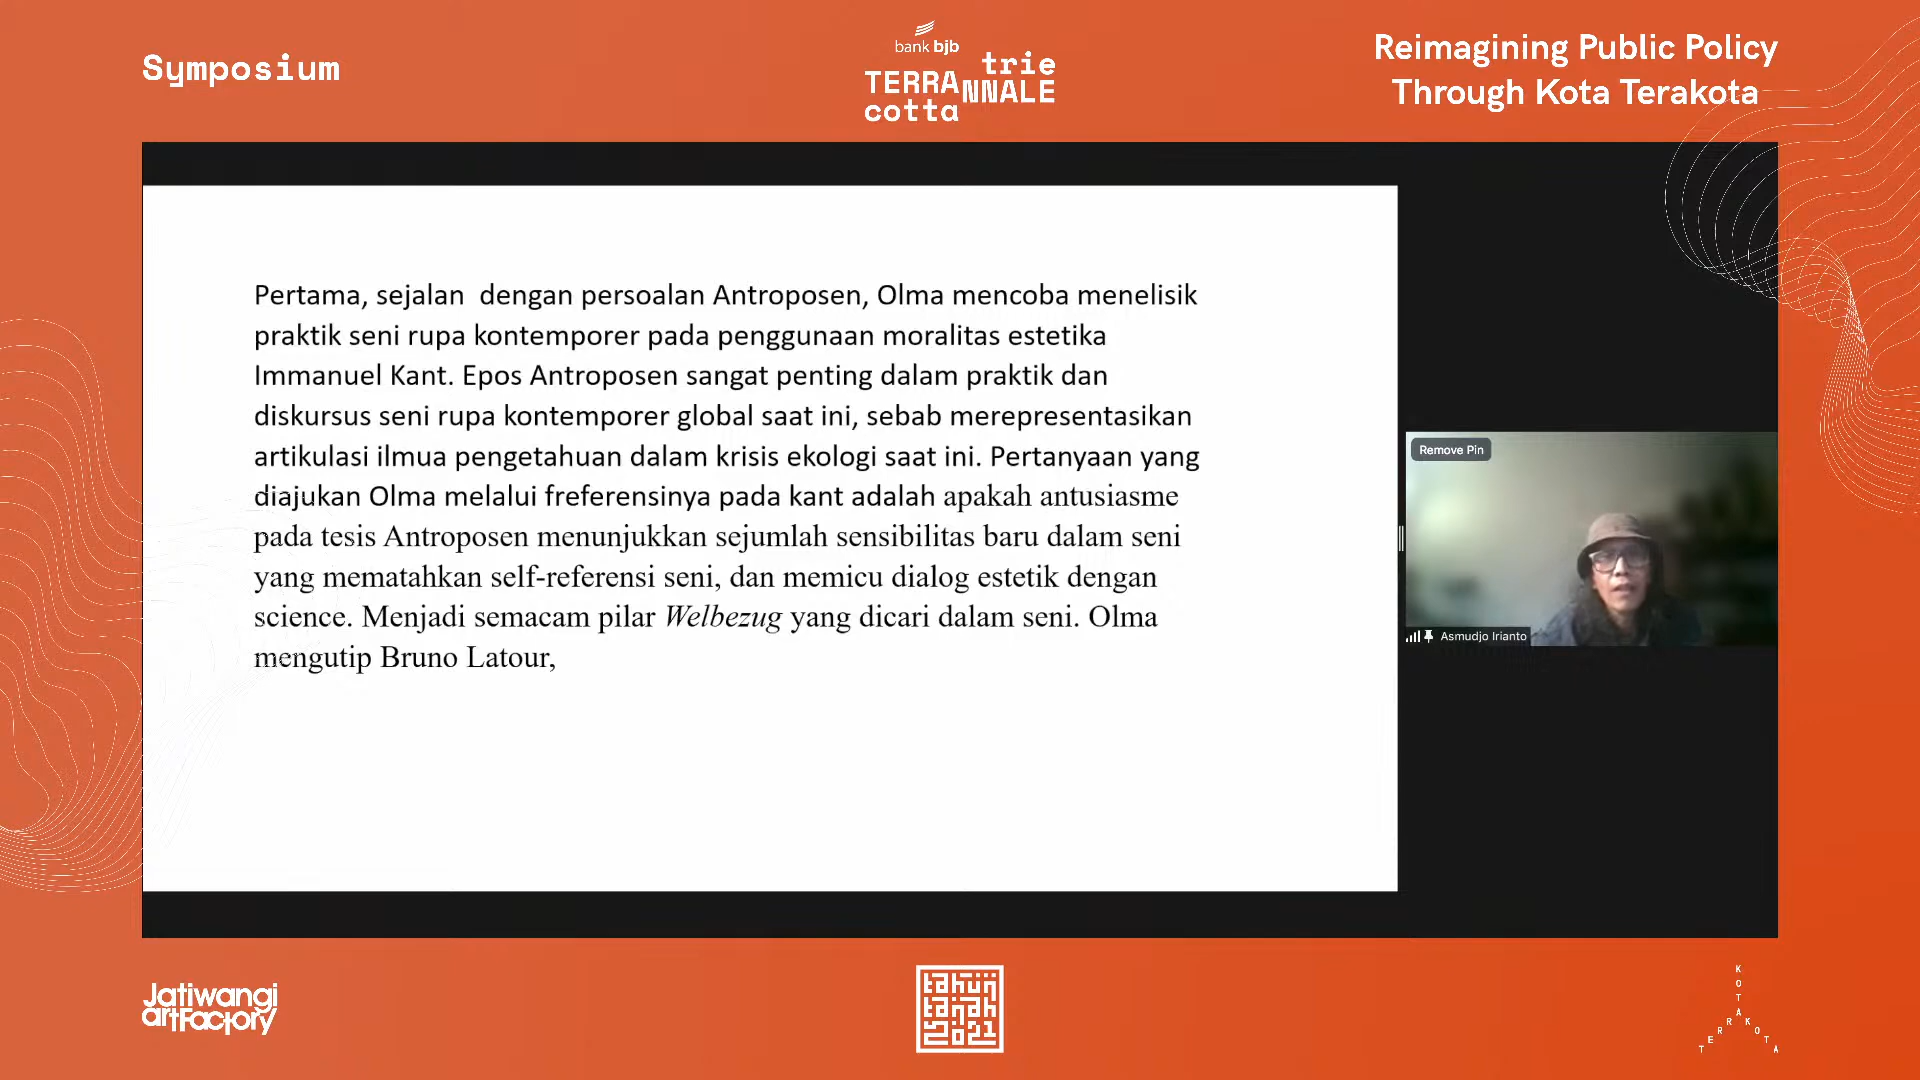 Symposium
bank bjb
TERRA
cotta
trie
NNALE
Reimagining Public Policy
Through Kota Terakota
Pertama, sejalan  dengan persoalan Antroposen, Olma mencoba menelisik
praktik seni rupa kontemporer pada penggunaan moralitas estetika
Immanuel Kant. Epos Antroposen sangat penting dalam praktik dan
diskursus seni rupa kontemporer global saat ini, sebab merepresentasikan
artikulasi ilmua pengetahuan dalam krisis ekologi saat ini. Pertanyaan yang
diajukan Olma melalui freferensinya pada kant adalah apakah antusiasme
pada tesis Antroposen menunjukkan sejumlah sensibilitas baru dalam seni
yang mematahkan self-referensi seni, dan memicu dialog estetik dengan
science. Menjadi semacam pilar Welbezug yang dicari dalam seni. Olma
mengutip Bruno Latour,
Remove Pin
Asmudjo Irianto
Jatiwangi
artFactory
tahun
tanah
2021
KOTA
TERRAKOTA